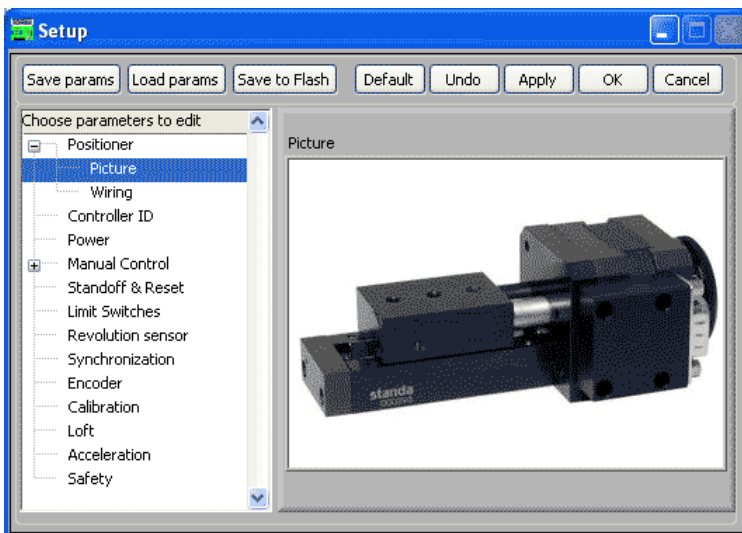 Setup
Save params Load params Save to Flash Default Undo Apply OK Cancel
Choose parameters to edit
Positioner
Picture
Wiring
Controller ID
Power
Manual Control
Standoff & Reset
Limit Switches
Revolution sensor
Synchronization
Encoder
Calibration
Loft
Acceleration
Safety
Picture
standa